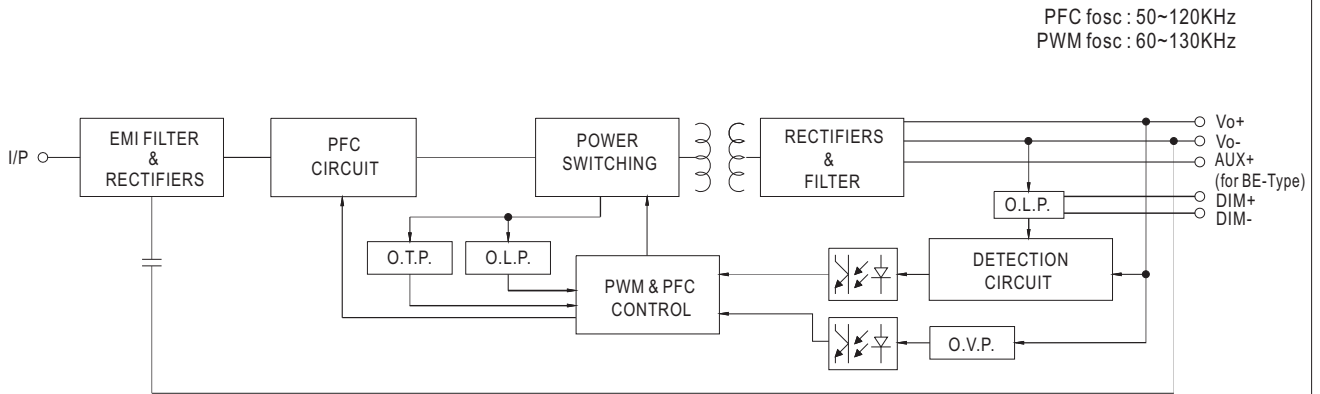 PFC fosc : 50~120KHz
PWM fosc : 60~130KHz
I/P
EMI FILTER
&
RECTIFIERS
PFC
CIRCUIT
POWER
SWITCHING
RECTIFIERS
&
FILTER
Vo+
Vo-
AUX+
(for BE-Type)
DIM+
DIM-
O.L.P.
O.T.P.
O.L.P.
PWM & PFC
CONTROL
DETECTION
CIRCUIT
O.V.P.